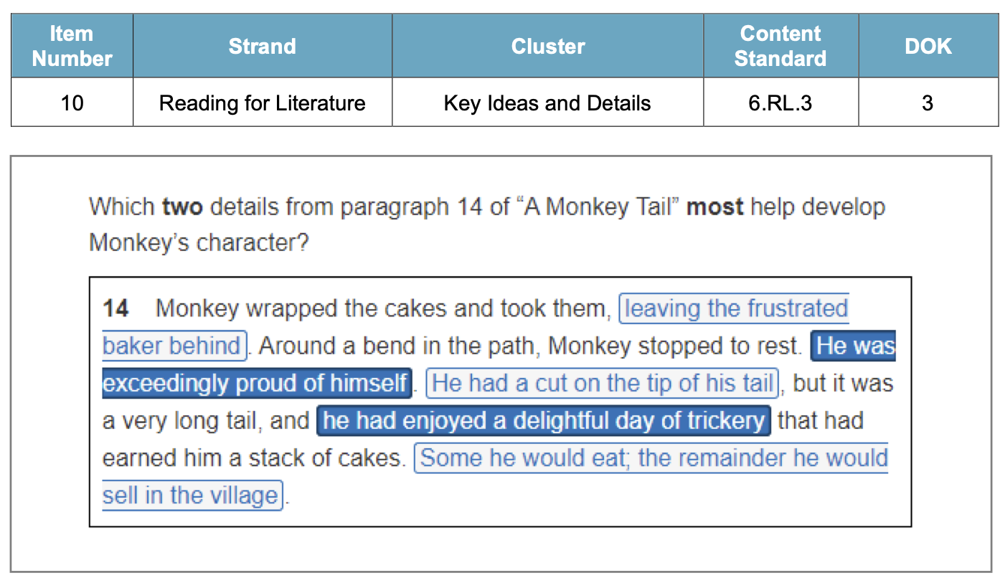 Item Number
Strand
Cluster
Content Standard
DOK
10
Reading for Literature
Key Ideas and Details
6.RL.3
3
Which two details from paragraph 14 of “A Monkey Tail” most help develop
Monkey’s character?
14 Monkey wrapped the cakes and took them, leaving the frustrated
baker behind. Around a bend in the path, Monkey stopped to rest. He was
exceedingly proud of himself. He had a cut on the tip of his tail, but it was
a very long tail, and he had enjoyed a delightful day of trickery that had
earned him a stack of cakes. Some he would eat; the remainder he would
sell in the village.